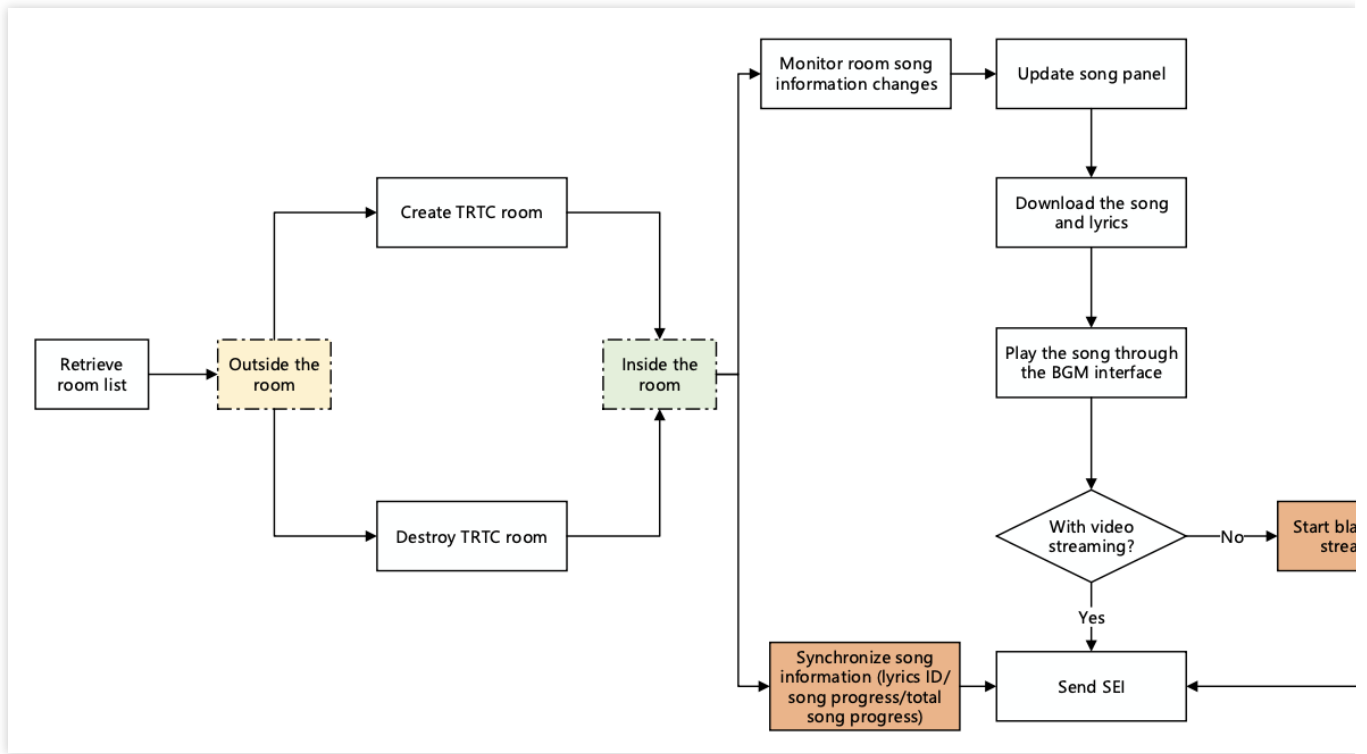 Monitor room song
information changes
Update song panel
Create TRTC room
Download the song
and lyrics
Retrieve
room list
Outside the
room
Inside the
room
Play the song through
the BGM interface
Destroy TRTC room
With video
streaming?
No
Start
Yes
Synchronize song
information (lyrics ID/
song progress/total
song progress)
Send SEI